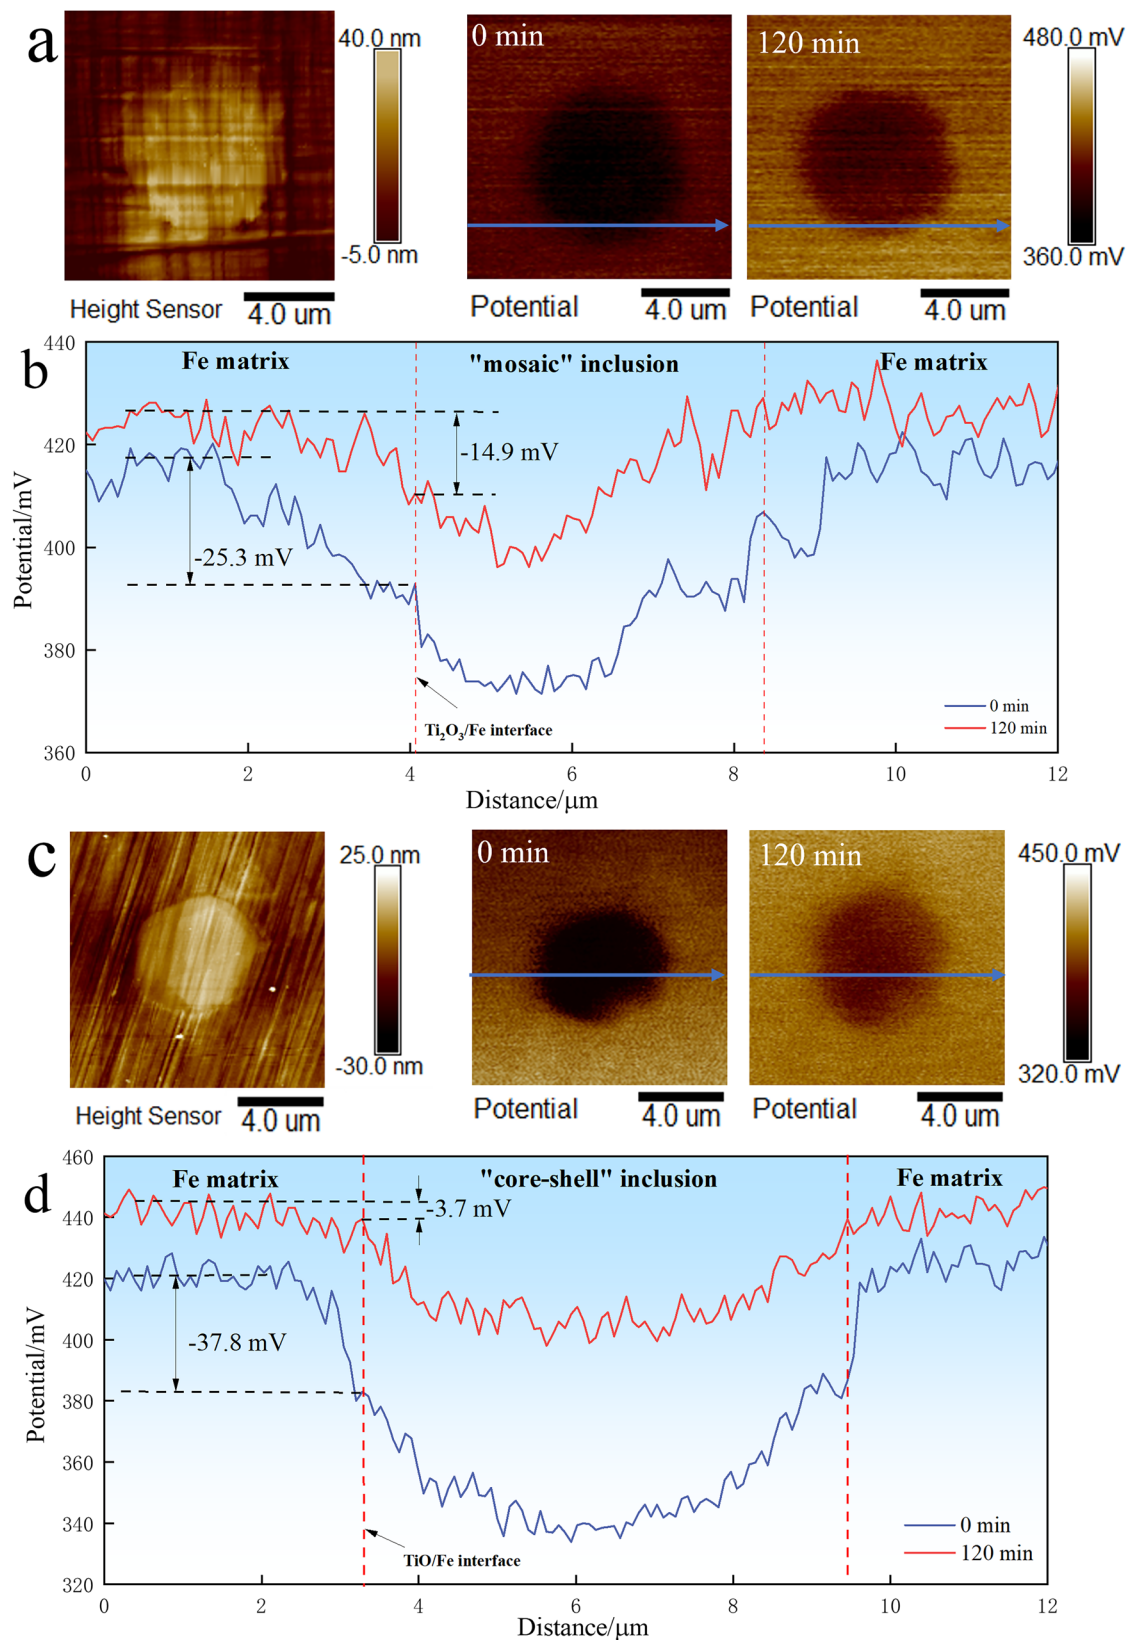 a
40.0 nm
-5.0 nm
Height Sensor
4.0 um
0 min
Potential
4.0 um
120 min
Potential
4.0 um
480.0 mV
360.0 mV
b
Fe matrix
"mosaic" inclusion
Fe matrix
-14.9 mV
-25.3 mV
Ti₂O₃/Fe interface
0 min
120 min
440
420
400
380
360
Potential/mV
0 2 4 6 8 10 12
Distance/μm
c
25.0 nm
-30.0 nm
Height Sensor
4.0 um
0 min
Potential
4.0 um
120 min
Potential
4.0 um
450.0 mV
320.0 mV
d
Fe matrix
"core-shell" inclusion
Fe matrix
-3.7 mV
-37.8 mV
TiO/Fe interface
0 min
120 min
460
440
420
400
380
360
340
320
Potential/mV
0 2 4 6 8 10 12
Distance/μm